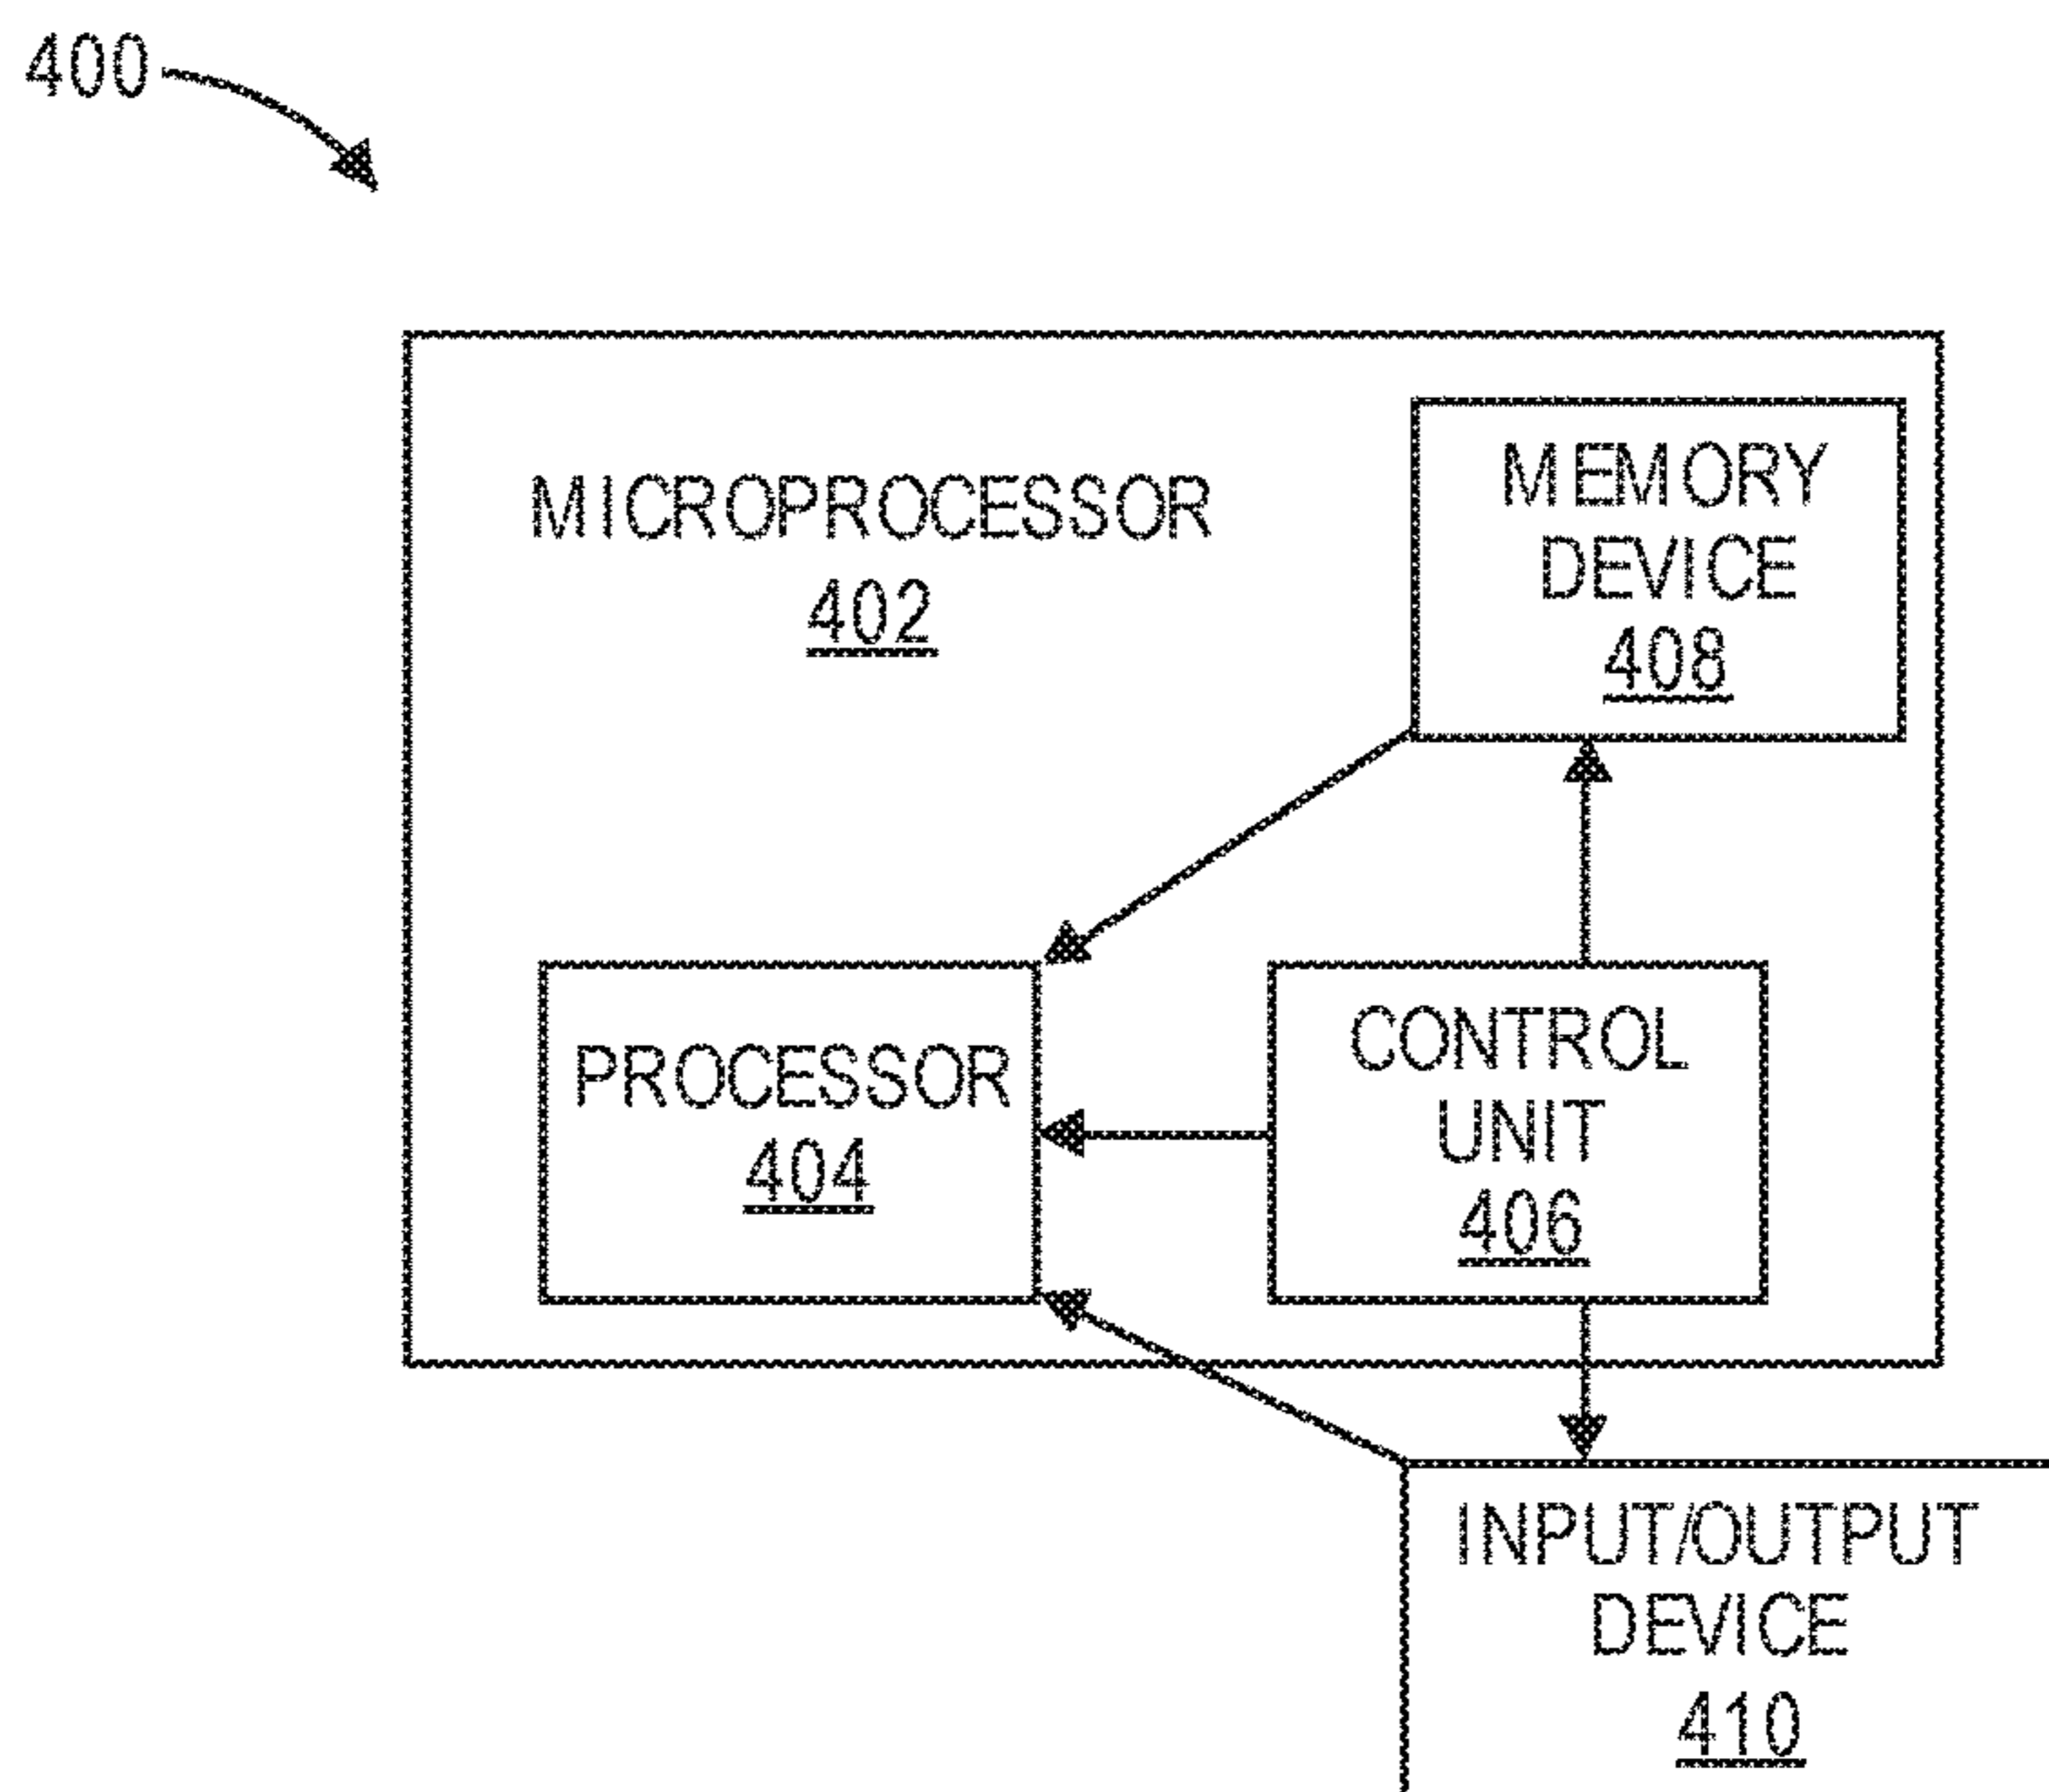 400
MICROPROCESSOR
402
MEMORY
DEVICE
408
PROCESSOR
404
CONTROL
UNIT
406
INPUT/OUTPUT
DEVICE
410